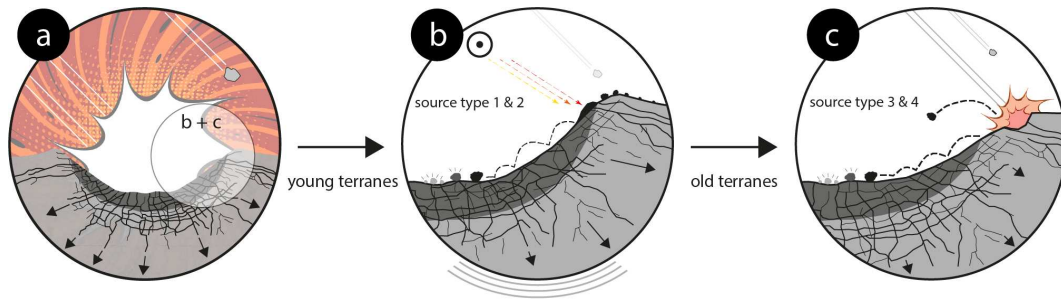 a
b + c
young terranes
b
source type 1 & 2
old terranes
c
source type 3 & 4